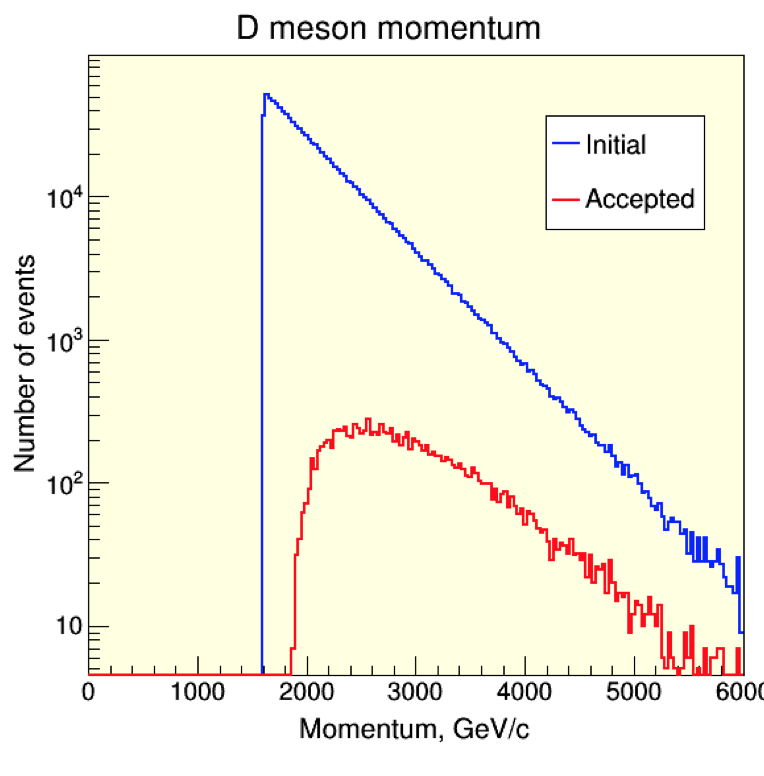 D meson momentum
Number of events
10⁴
10³
10²
10
Initial
Accepted
0 1000 2000 3000 4000 5000 6000
Momentum, GeV/c